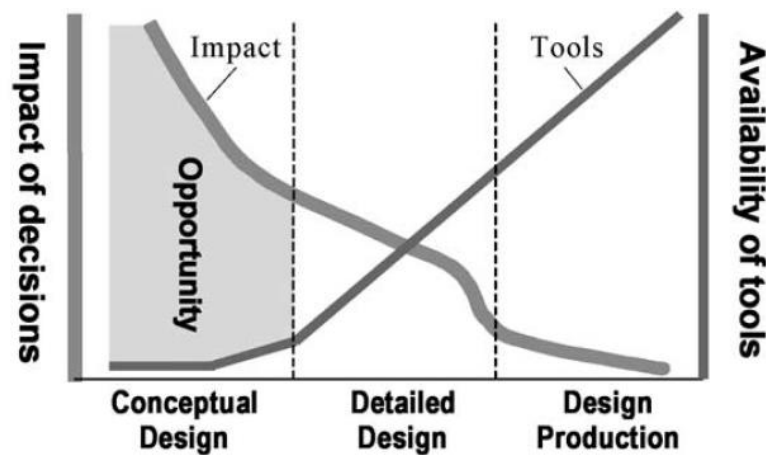 Impact of decisions
Impact
Opportunity
Tools
Availability of tools
Conceptual
Design
Detailed
Design
Design
Production